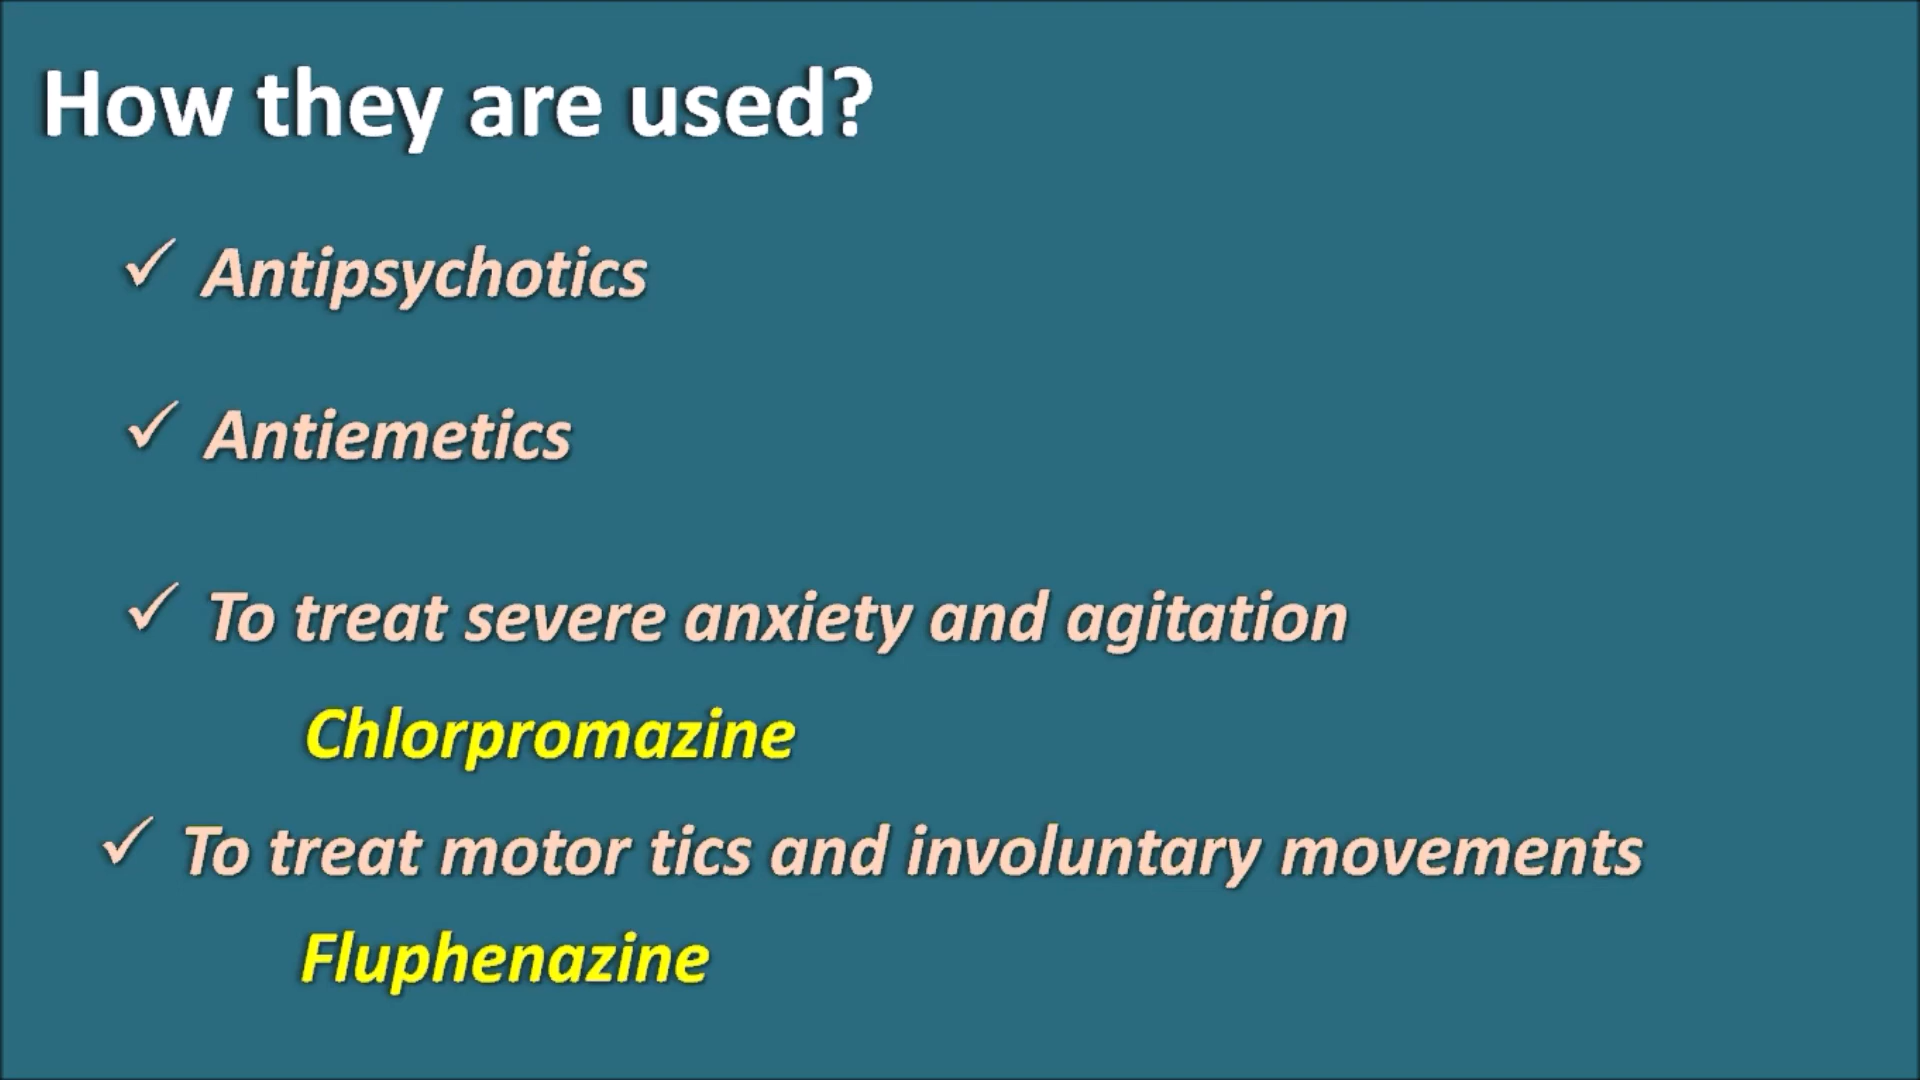 How they are used?
✓ Antipsychotics
✓ Antiemetics
✓ To treat severe anxiety and agitation
Chlorpromazine
✓ To treat motor tics and involuntary movements
Fluphenazine